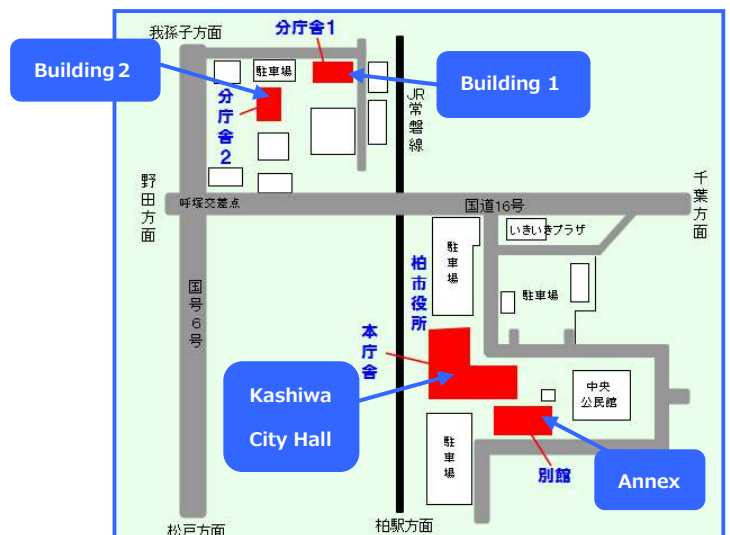 我孫子方面
分庁舎1
Building 2
駐車場
Building 1
分庁舎2
JR常磐線
野田方面
呼塚交差点
国道16号
千葉方面
いきいきプラザ
駐車場
柏市役所
駐車場
国号6号
本庁舎
Kashiwa
City Hall
中央
公民館
駐車場
別館
Annex
松戸方面
柏駅方面